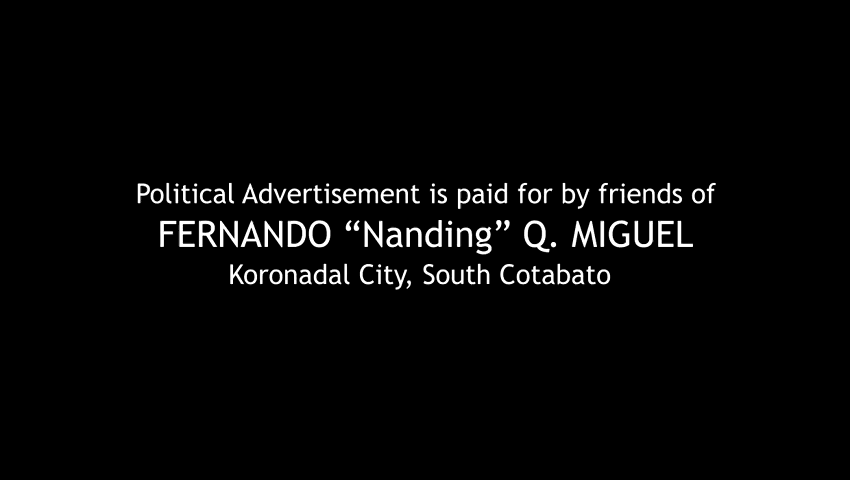 Political Advertisement is paid for by friends of
FERNANDO “Nanding” Q. MIGUEL
Koronadal City, South Cotabato